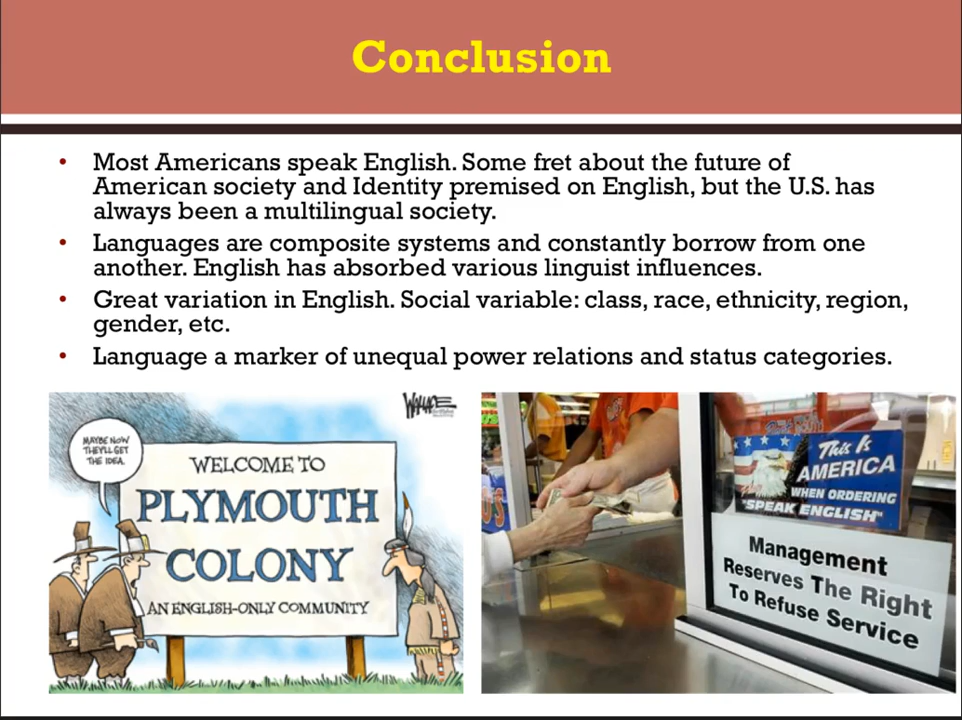 Conclusion
• Most Americans speak English. Some fret about the future of
American society and Identity premised on English, but the U.S. has
always been a multilingual society.
• Languages are composite systems and constantly borrow from one
another. English has absorbed various linguist influences.
• Great variation in English. Social variable: class, race, ethnicity, region,
gender, etc.
• Language a marker of unequal power relations and status categories.
WALLACE
MAYBE NOW
THEY'LL GET
THE IDEA.
WELCOME TO
PLYMOUTH
COLONY
AN ENGLISH-ONLY COMMUNITY
This Is
AMERICA
WHEN ORDERING
"SPEAK ENGLISH"
Management
Reserves The Right
To Refuse Service